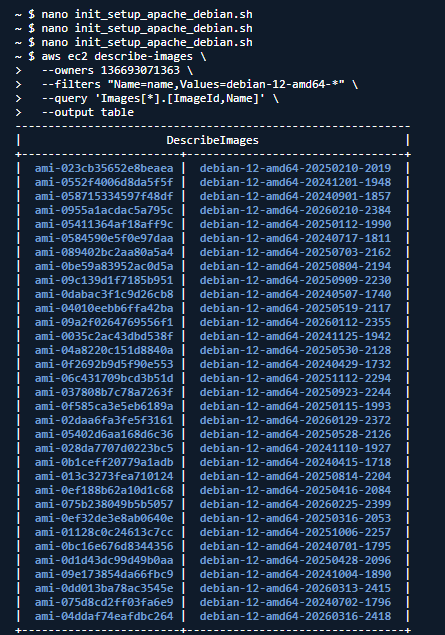 ~ $ nano init_setup_apache_debian.sh
~ $ nano init_setup_apache_debian.sh
~ $ nano init_setup_apache_debian.sh
~ $ aws ec2 describe-images \
>   --owners 136693071363 \
>   --filters "Name=name,Values=debian-12-amd64-*" \
>   --query 'Images[*].[ImageId,Name]' \
>   --output table
-------------------------------------------------------
|                   DescribeImages                    |
+------------------------+----------------------------+
|  ami-023cb35652e8beaea |  debian-12-amd64-20250210-2019  |
|  ami-0552f4006d8da5f5f |  debian-12-amd64-20241201-1948  |
|  ami-058715334597f48df |  debian-12-amd64-20240901-1857  |
|  ami-0955a1acdac5a795c |  debian-12-amd64-20260210-2384  |
|  ami-05411364af18aff9c |  debian-12-amd64-20250112-1990  |
|  ami-0584590e5f0e97daa |  debian-12-amd64-20240717-1811  |
|  ami-089402bc2aa80a5a4 |  debian-12-amd64-20250703-2162  |
|  ami-0be59a83952ac0d5a |  debian-12-amd64-20250804-2194  |
|  ami-09c139d1f7185b951 |  debian-12-amd64-20250909-2230  |
|  ami-0dabac3f1c9d26cb8 |  debian-12-amd64-20240507-1740  |
|  ami-04010eebb6ffa42ba |  debian-12-amd64-20250519-2117  |
|  ami-09a2f0264769556f1 |  debian-12-amd64-20260112-2355  |
|  ami-0035c2ac43dbd538f |  debian-12-amd64-20241125-1942  |
|  ami-04a8220c151d8840a |  debian-12-amd64-20250530-2128  |
|  ami-0f2692b9d5f90e553 |  debian-12-amd64-20240429-1732  |
|  ami-06c431709bcd3b51d |  debian-12-amd64-20251112-2294  |
|  ami-037808b7c78a7263f |  debian-12-amd64-20250923-2244  |
|  ami-0f585ca3e5eb6189a |  debian-12-amd64-20250115-1993  |
|  ami-02daa6fa3fe5f3161 |  debian-12-amd64-20260129-2372  |
|  ami-05402d6aa168d6c36 |  debian-12-amd64-20250528-2126  |
|  ami-028da7707d0223bc5 |  debian-12-amd64-20241110-1927  |
|  ami-0b1ceff20779a1adb |  debian-12-amd64-20240415-1718  |
|  ami-013c3273fea710124 |  debian-12-amd64-20250814-2204  |
|  ami-0ef188b62a10d1c68 |  debian-12-amd64-20250416-2084  |
|  ami-075b238049b5b5057 |  debian-12-amd64-20260225-2399  |
|  ami-0ef32de3e8ab0640e |  debian-12-amd64-20250316-2053  |
|  ami-01128c0c24613c7cc |  debian-12-amd64-20251006-2257  |
|  ami-0bc16e676d8344356 |  debian-12-amd64-20240701-1795  |
|  ami-0d1d43dc99d49b0aa |  debian-12-amd64-20250428-2096  |
|  ami-09e173854da66fbc9 |  debian-12-amd64-20241004-1890  |
|  ami-0dd013ba78ac3545e |  debian-12-amd64-20260313-2415  |
|  ami-075d8cd2ff03fa6e9 |  debian-12-amd64-20240702-1796  |
|  ami-04ddaf74eafdbc264 |  debian-12-amd64-20260316-2418  |
+------------------------+----------------------------+